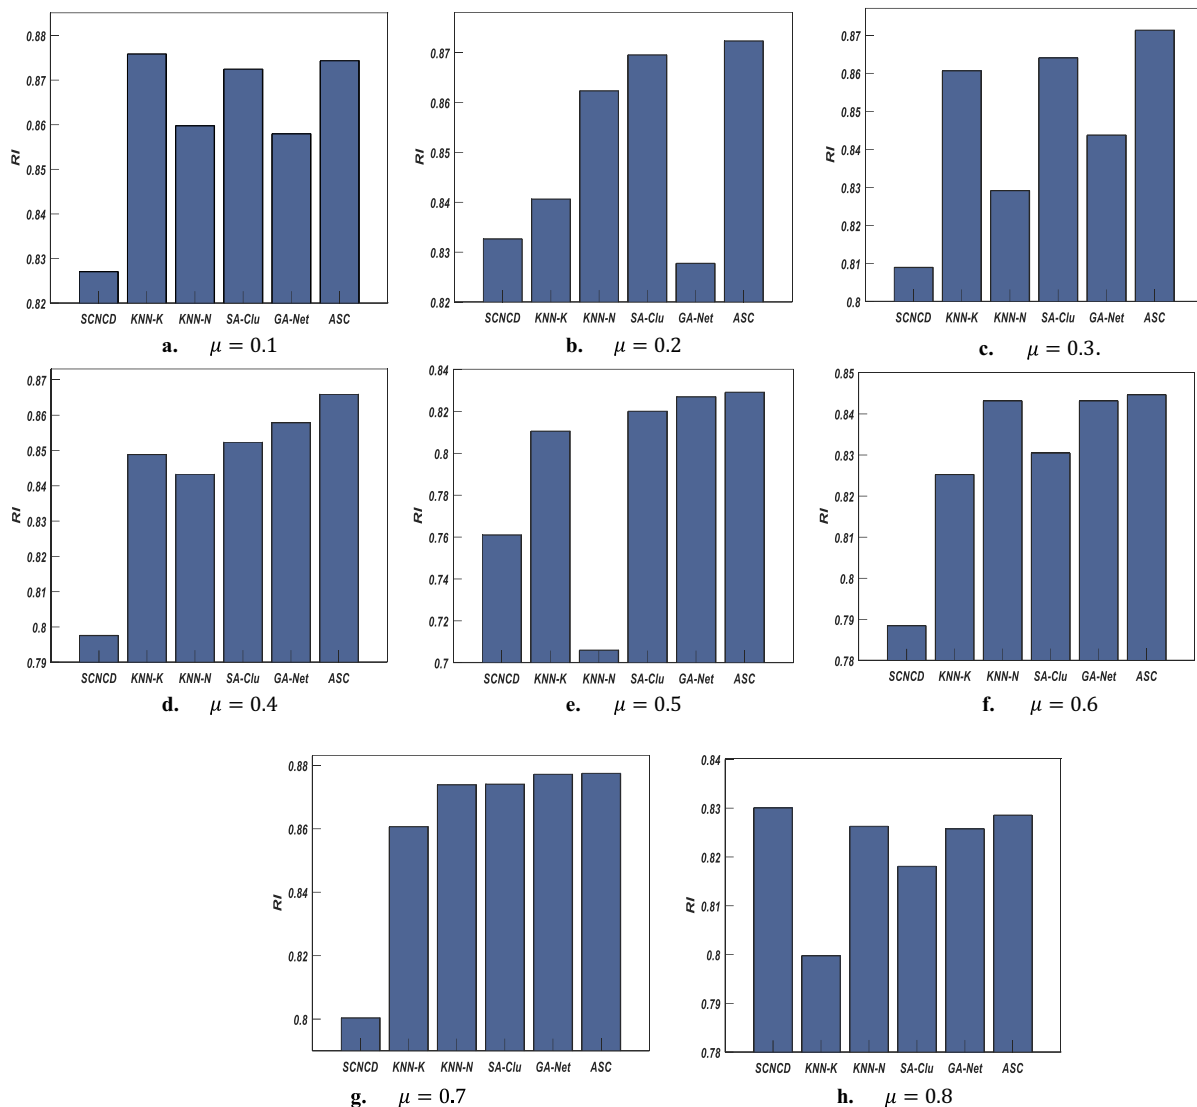 0.88
0.87
0.86
0.85
0.84
0.83
0.82
RI
SCNCD KNN-K KNN-N SA-Clu GA-Net ASC
a. μ = 0.1
0.87
0.86
0.85
0.84
0.83
0.82
RI
SCNCD KNN-K KNN-N SA-Clu GA-Net ASC
b. μ = 0.2
0.87
0.86
0.85
0.84
0.83
0.82
0.81
0.8
RI
SCNCD KNN-K KNN-N SA-Clu GA-Net ASC
c. μ = 0.3.
0.87
0.86
0.85
0.84
0.83
0.82
0.81
0.8
0.79
RI
SCNCD KNN-K KNN-N SA-Clu GA-Net ASC
d. μ = 0.4
0.84
0.82
0.8
0.78
0.76
0.74
0.72
0.7
RI
SCNCD KNN-K KNN-N SA-Clu GA-Net ASC
e. μ = 0.5
0.85
0.84
0.83
0.82
0.81
0.8
0.79
0.78
RI
SCNCD KNN-K KNN-N SA-Clu GA-Net ASC
f. μ = 0.6
0.88
0.86
0.84
0.82
0.8
RI
SCNCD KNN-K KNN-N SA-Clu GA-Net ASC
g. μ = 0.7
0.84
0.83
0.82
0.81
0.8
0.79
0.78
RI
SCNCD KNN-K KNN-N SA-Clu GA-Net ASC
h. μ = 0.8